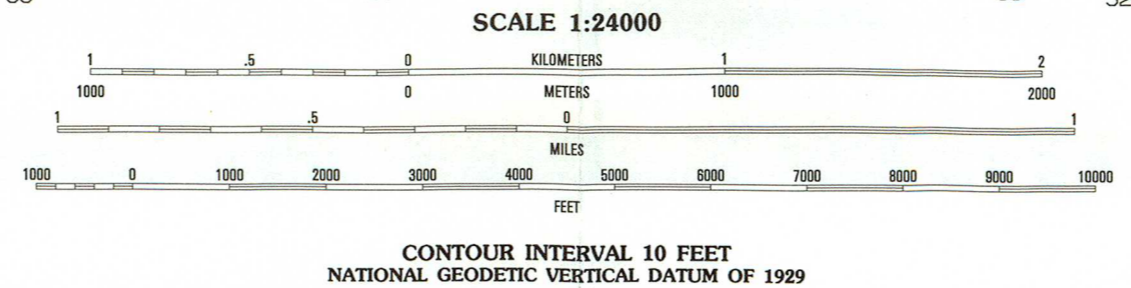 SCALE 1:24000
1 .5 0 KILOMETERS 1 2
1000 0 METERS 1000 2000
1 .5 0 1
MILES
1000 0 1000 2000 3000 4000 5000 6000 7000 8000 9000 10000
FEET
CONTOUR INTERVAL 10 FEET
NATIONAL GEODETIC VERTICAL DATUM OF 1929